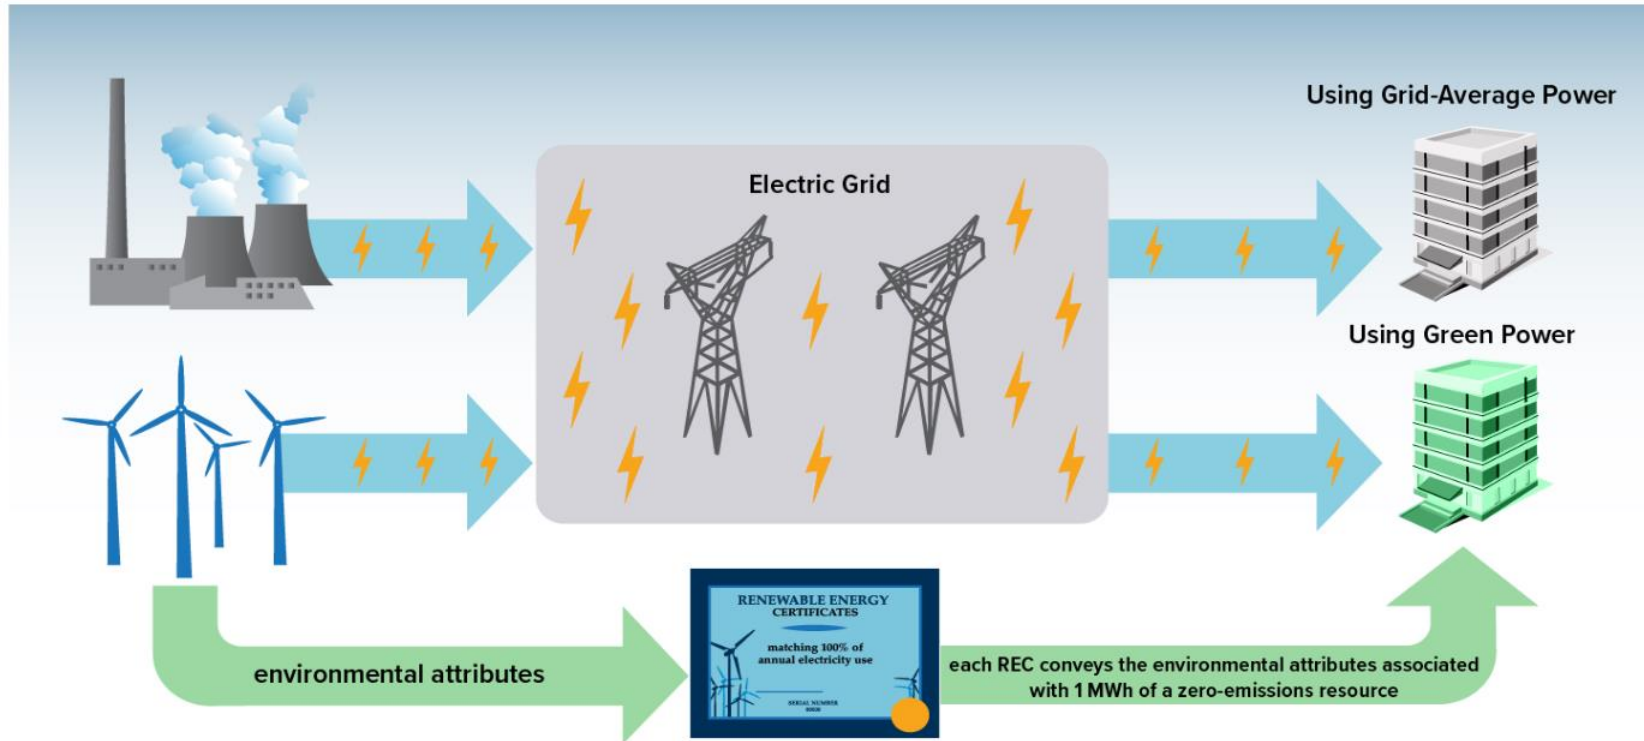 Using Grid-Average Power
Electric Grid
Using Green Power
RENEWABLE ENERGY
CERTIFICATES
matching 100% of
annual electricity use
SERIAL NUMBER
environmental attributes
each REC conveys the environmental attributes associated
with 1 MWh of a zero-emissions resource